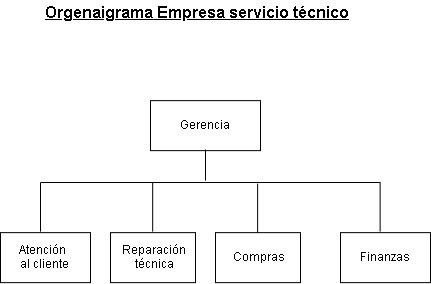 Orgenaigrama Empresa servicio técnico
Gerencia
Atención
al cliente
Reparación
técnica
Compras
Finanzas